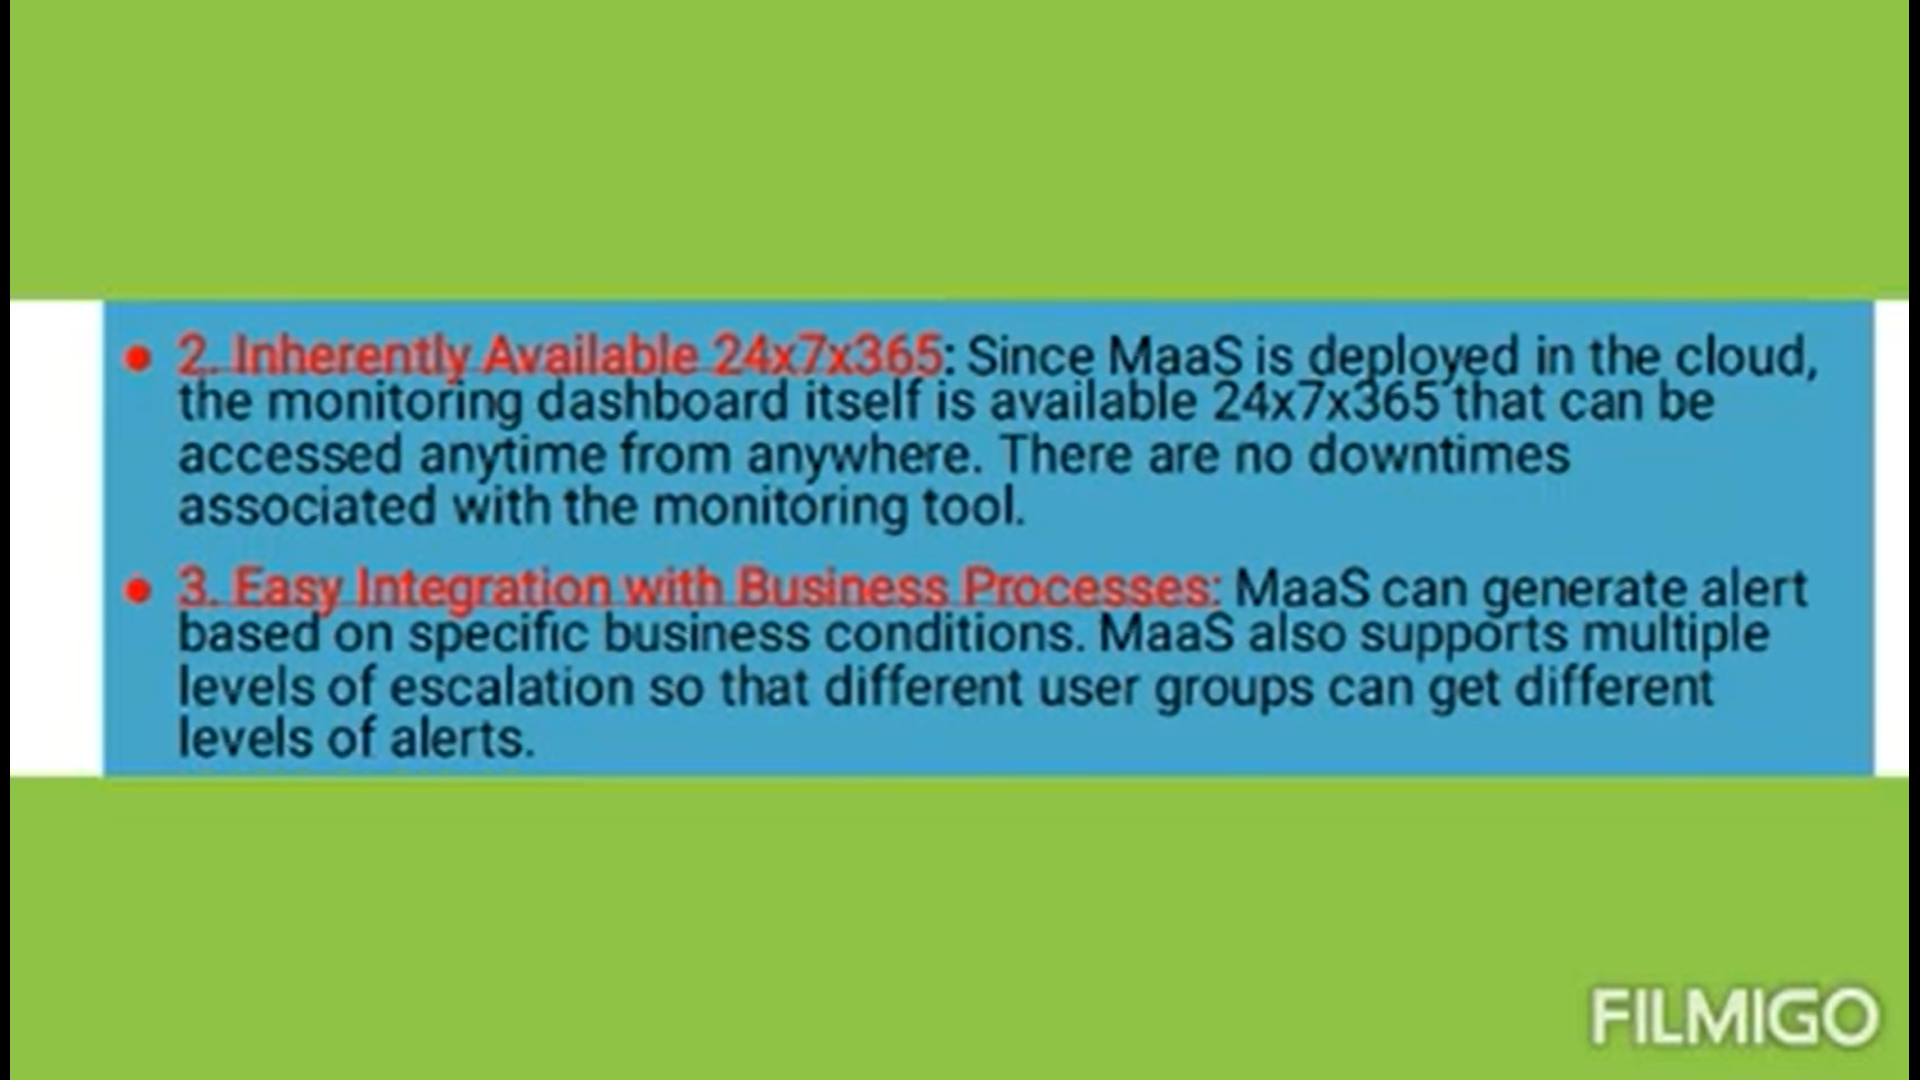 • 2. Inherently Available 24x7x365: Since MaaS is deployed in the cloud,
the monitoring dashboard itself is available 24x7x365 that can be
accessed anytime from anywhere. There are no downtimes
associated with the monitoring tool.
• 3. Easy Integration with Business Processes: MaaS can generate alert
based on specific business conditions. MaaS also supports multiple
levels of escalation so that different user groups can get different
levels of alerts.
FILMIGO